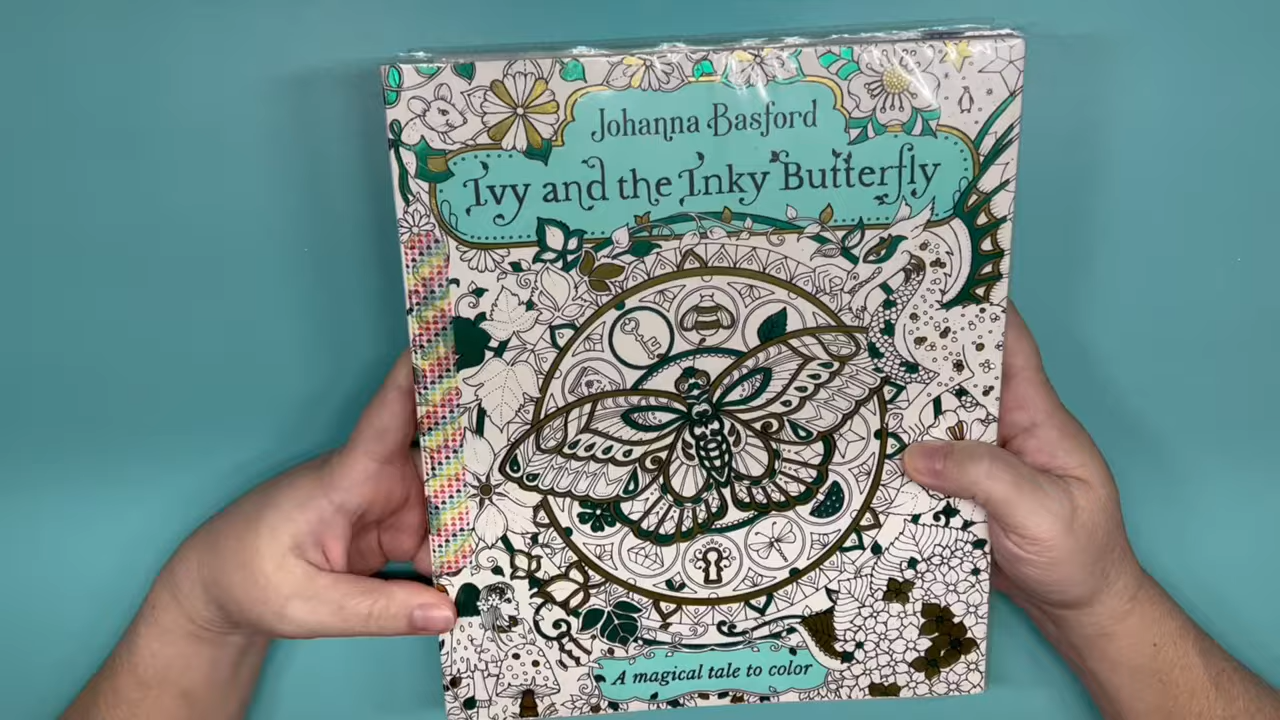 Johanna Basford
Ivy and the Inky Butterfly
A magical tale to color